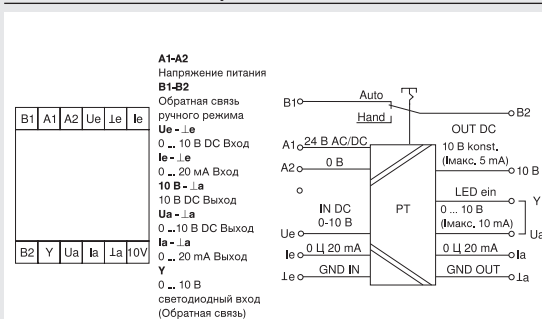 B1 A1 A2 Ue ⊥e Ie
B2 Y Ua Ia ⊥a 10V
A1-A2
Напряжение питания
B1-B2
Обратная связь
ручного режима
Ue - ⊥e
0 ... 10 В DC Вход
Ie - ⊥e
0 ... 20 мА Вход
10 В - ⊥a
10 В DC Выход
Ua - ⊥a
0 ...10 В DC Выход
Ia - ⊥a
0 ... 20 mA Выход
Y
0 ... 10 В
светодиодный вход
(Обратная связь)
B1 Auto
Hand B2
OUT DC
A1 24 В AC/DC 10 В konst.
(Iмакс. 5 mA)
A2 0 В 10 В
LED ein
Y
IN DC PT 0 ... 10 В
0-10 В (Iмакс. 10 mA)
Ue Ua
Ie 0 Ц 20 mA 0 Ц 20 mA Ia
⊥e GND IN GND OUT ⊥a